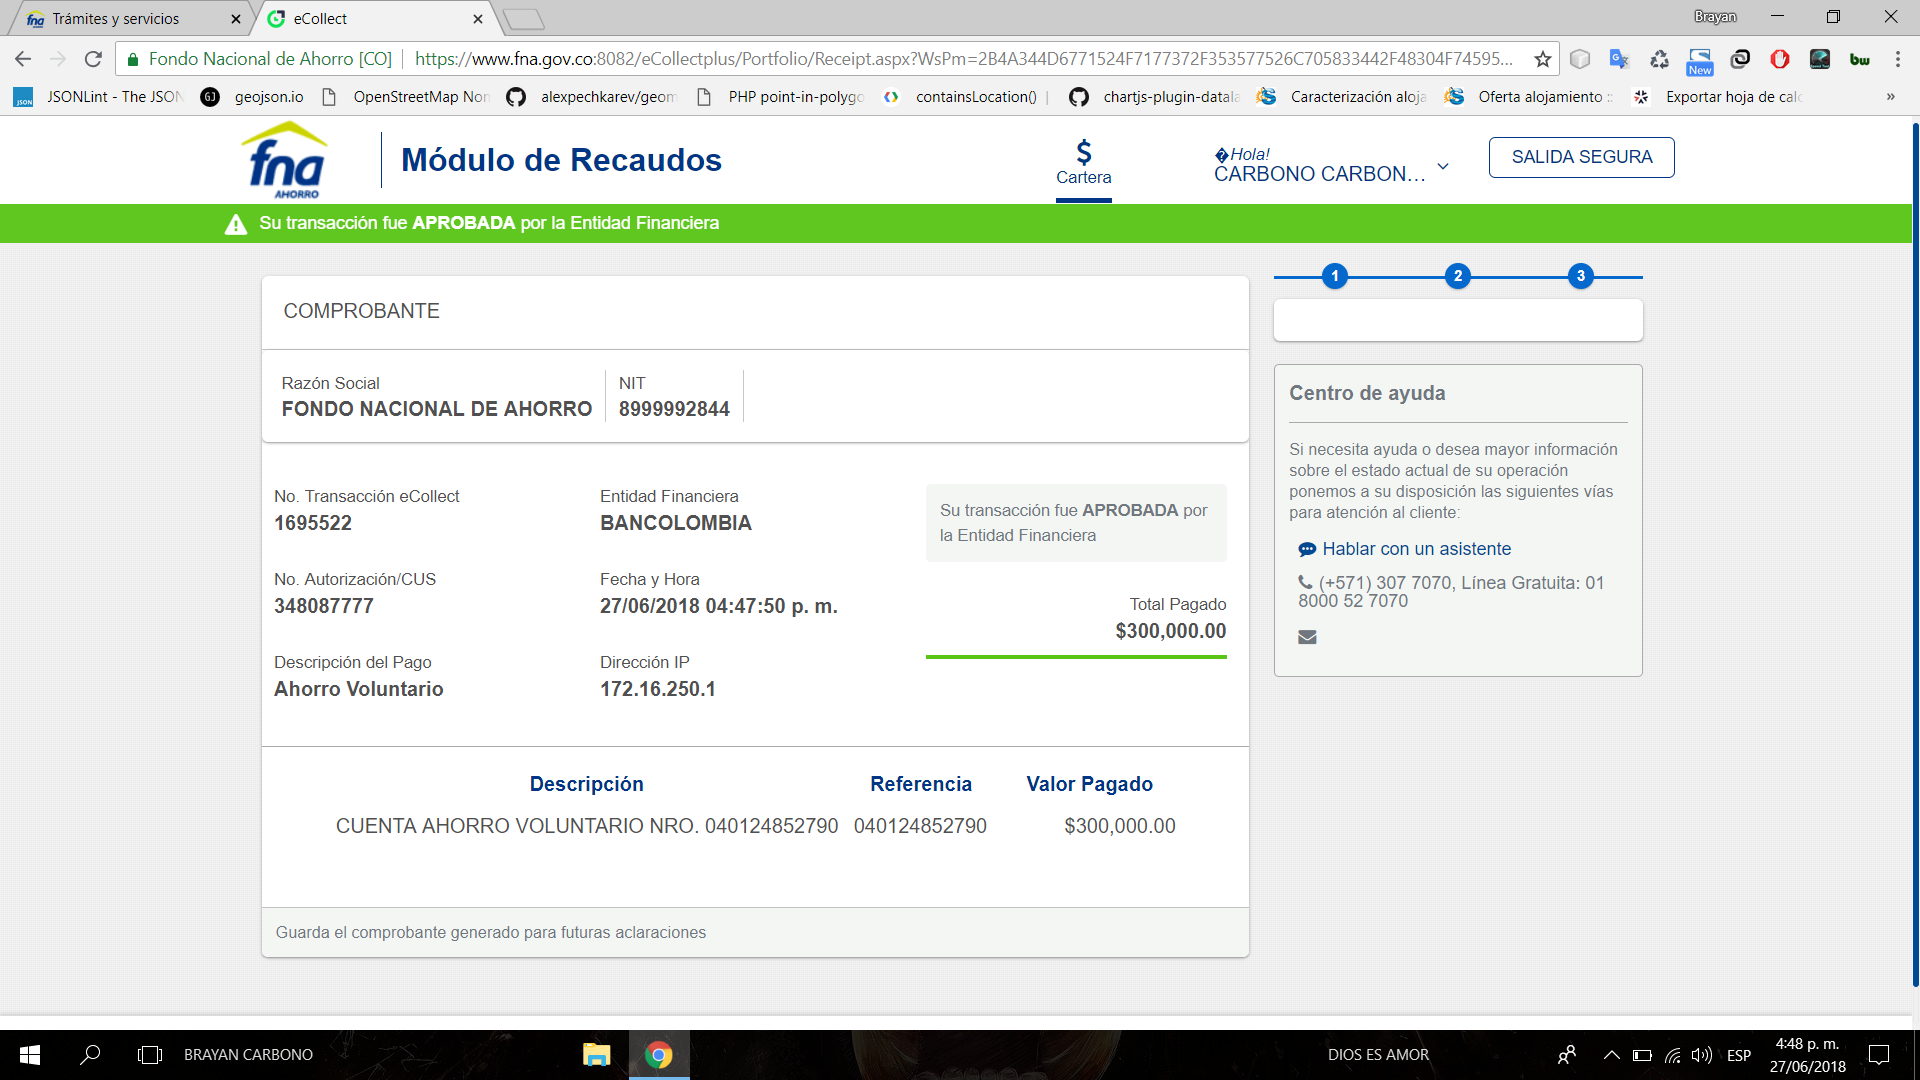 Trámites y servicios
eCollect
Brayan
Fondo Nacional de Ahorro [CO]
https://www.fna.gov.co:8082/eCollectplus/Portfolio/Receipt.aspx?WsPm=2B4A344D6771524F7177372F353577526C705833442F48304F74595...
New
bw
JSON
JSONLint - The JSON
GJ
geojson.io
OpenStreetMap Nom
alexpechkarev/geom
PHP point-in-polygo
containsLocation() |
chartjs-plugin-datala
Caracterización aloja
Oferta alojamiento ::
Exportar hoja de calc
»
fna
AHORRO
Módulo de Recaudos
$
Cartera
�Hola!
CARBONO CARBON...
SALIDA SEGURA
Su transacción fue APROBADA por la Entidad Financiera
COMPROBANTE
1
2
3
Razón Social
FONDO NACIONAL DE AHORRO
NIT
8999992844
No. Transacción eCollect
1695522
Entidad Financiera
BANCOLOMBIA
Su transacción fue APROBADA por
la Entidad Financiera
No. Autorización/CUS
348087777
Fecha y Hora
27/06/2018 04:47:50 p. m.
Total Pagado
$300,000.00
Descripción del Pago
Ahorro Voluntario
Dirección IP
172.16.250.1
Descripción
Referencia
Valor Pagado
CUENTA AHORRO VOLUNTARIO NRO. 040124852790
040124852790
$300,000.00
Guarda el comprobante generado para futuras aclaraciones
Centro de ayuda
Si necesita ayuda o desea mayor información
sobre el estado actual de su operación
ponemos a su disposición las siguientes vías
para atención al cliente:
Hablar con un asistente
(+571) 307 7070, Línea Gratuita: 01
8000 52 7070
BRAYAN CARBONO
DIOS ES AMOR
ESP
4:48 p. m.
27/06/2018